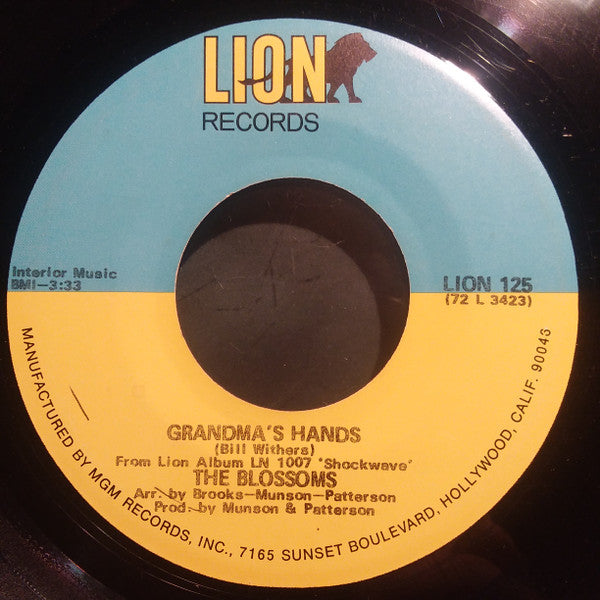 LION
RECORDS
Interior Music
BMI-3:33
LION 125
(72 L 3423)
GRANDMA'S HANDS
(Bill Withers)
From Lion Album LN 1007 "Shockwave"
THE BLOSSOMS
Arr. by Brooks-Munson-Patterson
Prod. by Munson & Patterson
MANUFACTURED BY MGM RECORDS, INC., 7165 SUNSET BOULEVARD, HOLLYWOOD, CALIF. 90046